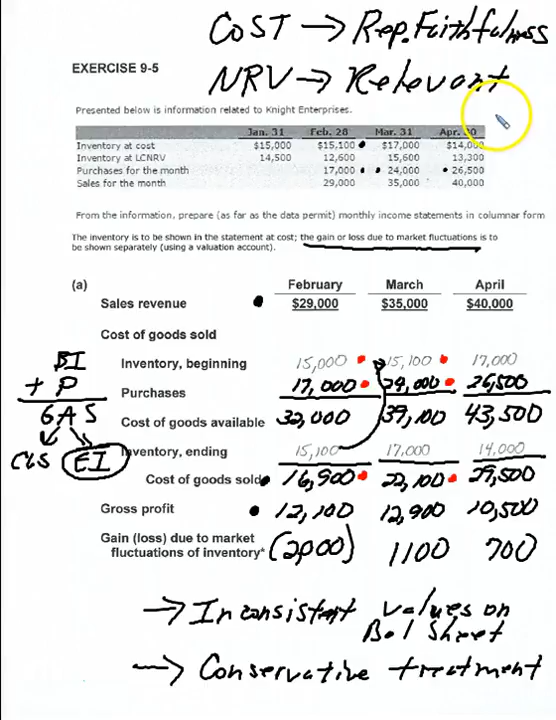 COST → Rep. Faithfulness
EXERCISE 9-5
NRV → Relevant
Presented below is information related to Knight Enterprises.
Jan. 31 Feb. 28 Mar. 31 Apr. 30
Inventory at cost $15,000 $15,100 $17,000 $14,000
Inventory at LCNRV 14,500 12,600 15,600 13,300
Purchases for the month 17,000 24,000 26,500
Sales for the month 29,000 35,000 40,000
From the information, prepare (as far as the data permit) monthly income statements in columnar form
The inventory is to be shown in the statement at cost; the gain or loss due to market fluctuations is to
be shown separately (using a valuation account).
(a) February March April
Sales revenue $29,000 $35,000 $40,000
Cost of goods sold
BI
Inventory, beginning 15,000 15,100 17,000
+ P
Purchases 17,000 24,000 26,500
GAS
Cost of goods available 32,000 39,100 43,500
Inventory, ending 15,100 17,000 14,000
CGS EI
Cost of goods sold 16,900 22,100 29,500
Gross profit 12,100 12,900 10,500
Gain (loss) due to market
fluctuations of inventory* (2,000) 1100 700
→ Inconsistent values on
Bal Sheet
→ Conservative treatment